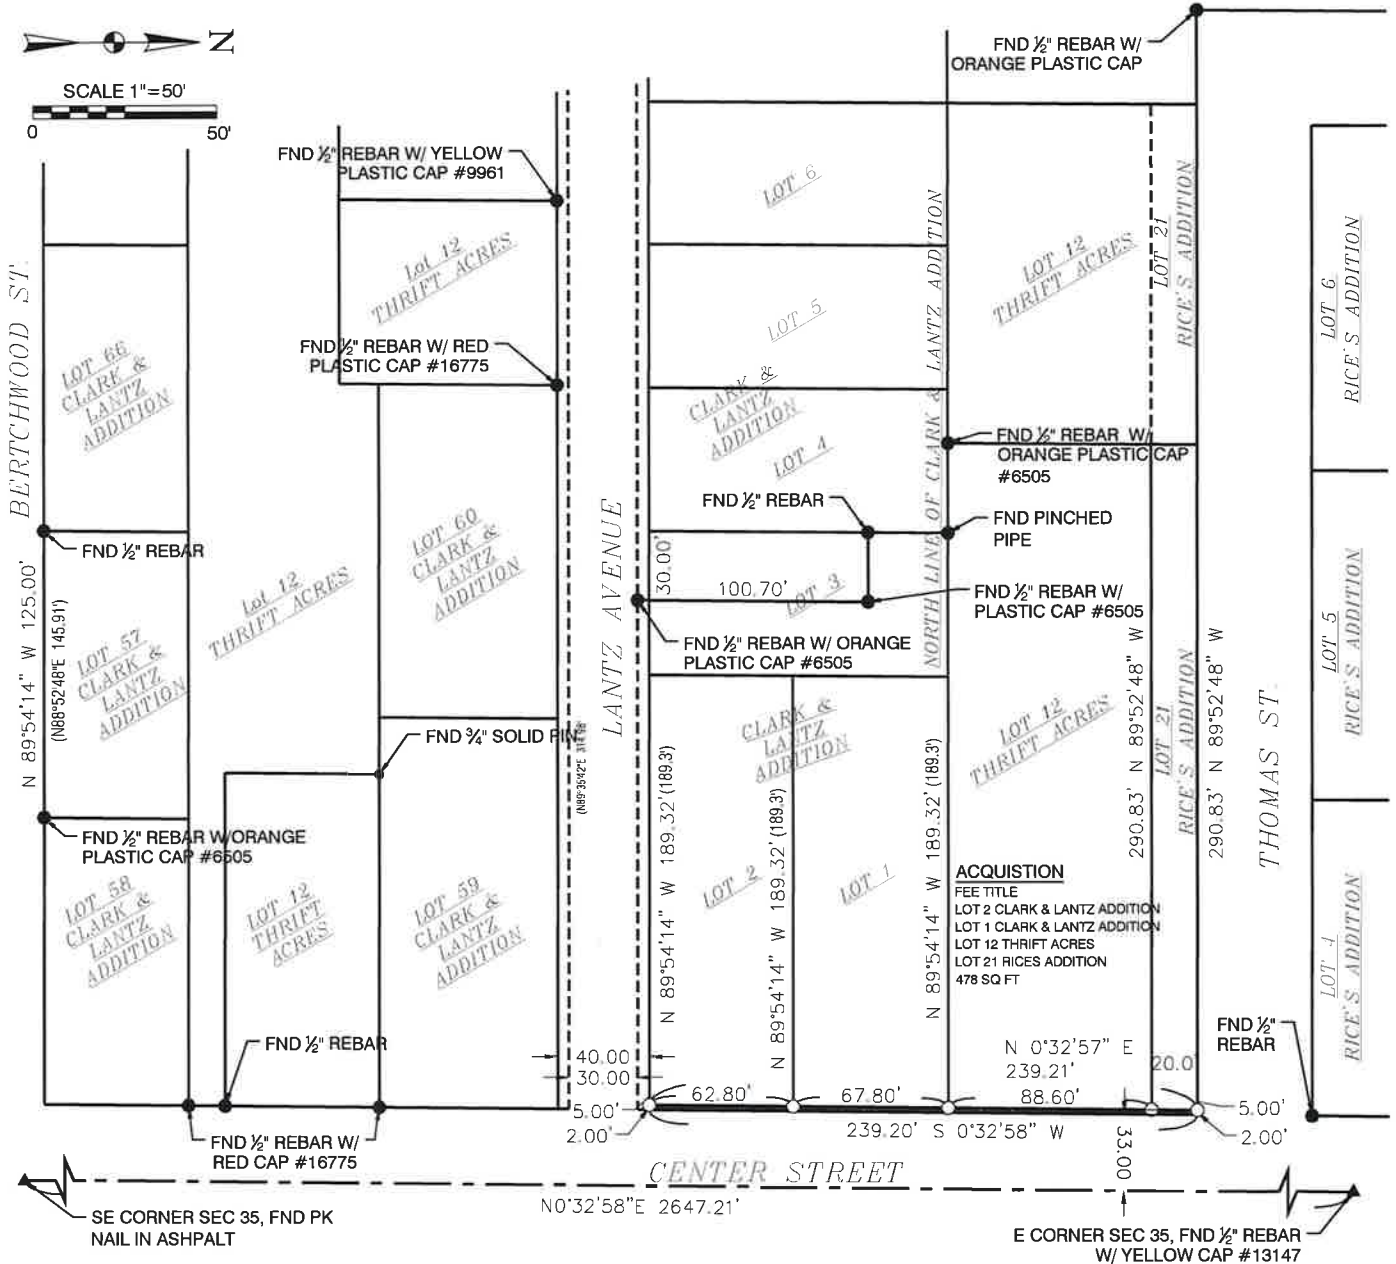 N
SCALE 1"=50'
0 50'
FND ½" REBAR W/
ORANGE PLASTIC CAP
FND ½" REBAR W/ YELLOW
PLASTIC CAP #9961
LOT 6
Lot 12
THRIFT ACRES
NORTH LINE OF CLARK & LANTZ ADDITION
LOT 12
THRIFT ACRES
LOT 21
RICE'S ADDITION
LOT 6
RICE'S ADDITION
BERTCHWOOD ST.
LOT 5
FND ½" REBAR W/ RED
PLASTIC CAP #16775
LOT 66
CLARK &
LANTZ
ADDITION
CLARK &
LANTZ
ADDITION
LOT 4
FND ½" REBAR W/
ORANGE PLASTIC CAP
#6505
FND ½" REBAR
FND PINCHED
PIPE
FND ½" REBAR
LOT 60
CLARK &
LANTZ
ADDITION
LANTZ AVENUE
30.00'
100.70'
LOT 3
FND ½" REBAR W/
PLASTIC CAP #6505
FND ½" REBAR W/ ORANGE
PLASTIC CAP #6505
Lot 12
THRIFT ACRES
N 89°54'14" W 125.00'
(N88°52'48"E 145.91')
LOT 57
CLARK &
LANTZ
ADDITION
LOT 5
RICE'S ADDITION
FND ¾" SOLID PIN
CLARK &
LANTZ
ADDITION
LOT 12
THRIFT ACRES
290.83' N 89°52'48" W
LOT 21
RICE'S ADDITION
290.83' N 89°52'48" W
THOMAS ST.
FND ½" REBAR W/ORANGE
PLASTIC CAP #6505
N 89°54'14" W 189.32' (189.3')
N 89°54'14" W 189.32' (189.3')
N 89°54'14" W 189.32' (189.3')
LOT 2
LOT 1
ACQUISTION
FEE TITLE
LOT 2 CLARK & LANTZ ADDITION
LOT 1 CLARK & LANTZ ADDITION
LOT 12 THRIFT ACRES
LOT 21 RICES ADDITION
478 SQ FT
LOT 58
CLARK &
LANTZ
ADDITION
LOT 12
THRIFT
ACRES
LOT 59
CLARK &
LANTZ
ADDITION
LOT 4
RICE'S ADDITION
FND ½"
REBAR
FND ½" REBAR
40.00
30.00
N 0°32'57" E
239.21'
20.0'
62.80'
67.80'
88.60'
5.00'
2.00'
5.00'
2.00'
239.20' S 0°32'58" W
33.00
FND ½" REBAR W/
RED CAP #16775
CENTER STREET
N0°32'58"E 2647.21'
SE CORNER SEC 35, FND PK
NAIL IN ASHPALT
E CORNER SEC 35, FND ½" REBAR
W/ YELLOW CAP #13147